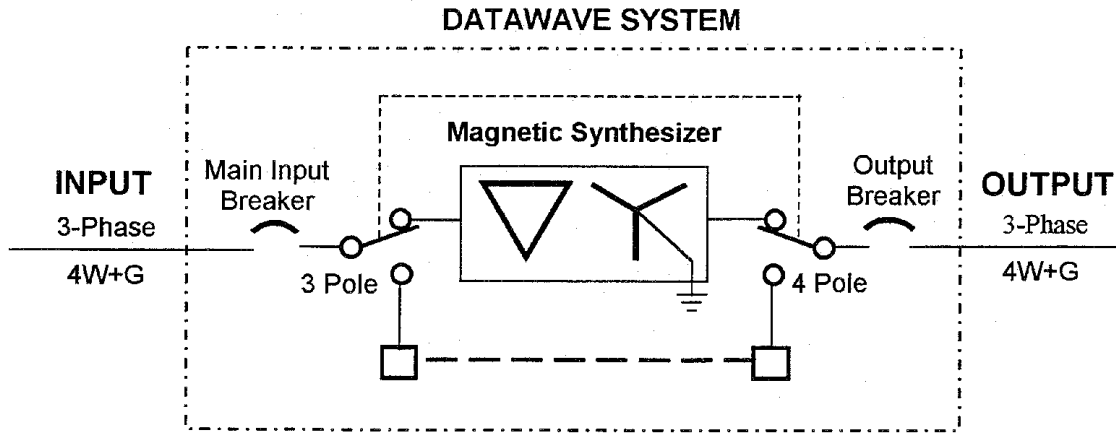 DATAWAVE SYSTEM
Magnetic Synthesizer
INPUT
3-Phase
4W+G
Main Input
Breaker
3 Pole
4 Pole
Output
Breaker
OUTPUT
3-Phase
4W+G